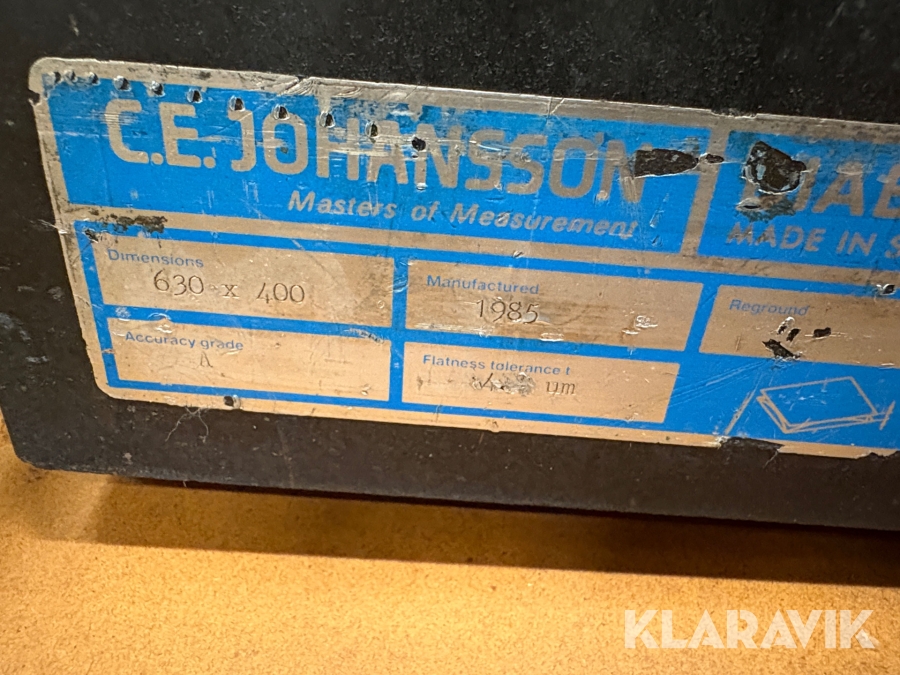 C.E. JOHANSSON
Masters of Measurement
MADE IN S
Dimensions
630 x 400
Manufactured
1985
Reground
Accuracy grade
A
Flatness tolerance t
µm
KLARAVIK